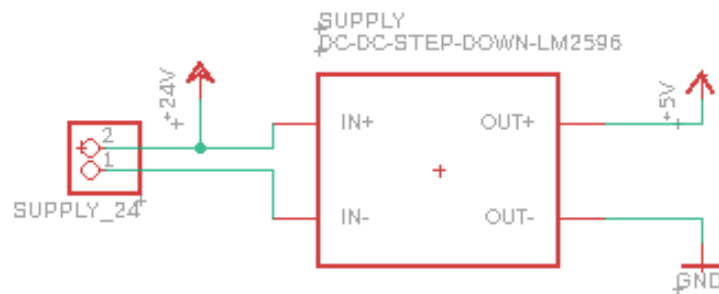 SUPPLY
DC-DC-STEP-DOWN-LM2596
+24V
+5V
IN+
OUT+
2
1
SUPPLY_24
IN-
OUT-
GND